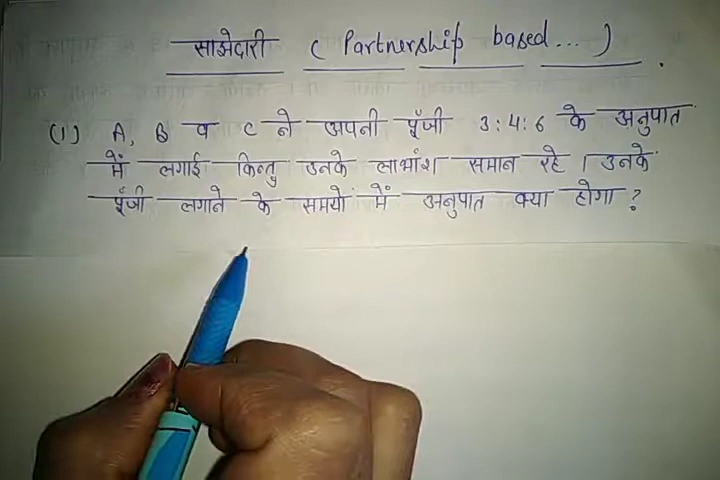 साझेदारी ( Partnership based... ) .
(1) A, B व C ने अपनी पूँजी 3:4:6 के अनुपात
में लगाई किन्तु उनके लाभांश समान रहे । उनके
पूँजी लगाने के समयों में अनुपात क्या होगा ?